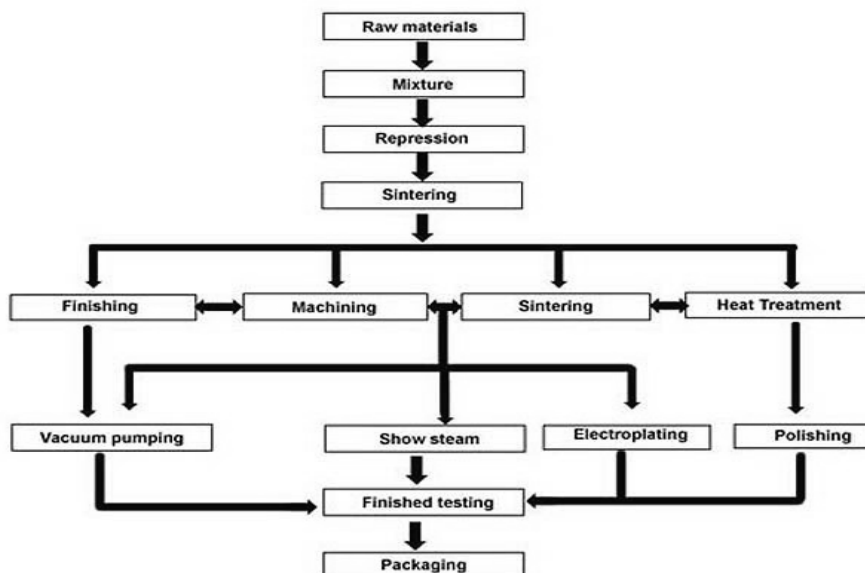 Raw materials
Mixture
Repression
Sintering
Finishing
Machining
Sintering
Heat Treatment
Vacuum pumping
Show steam
Electroplating
Polishing
Finished testing
Packaging